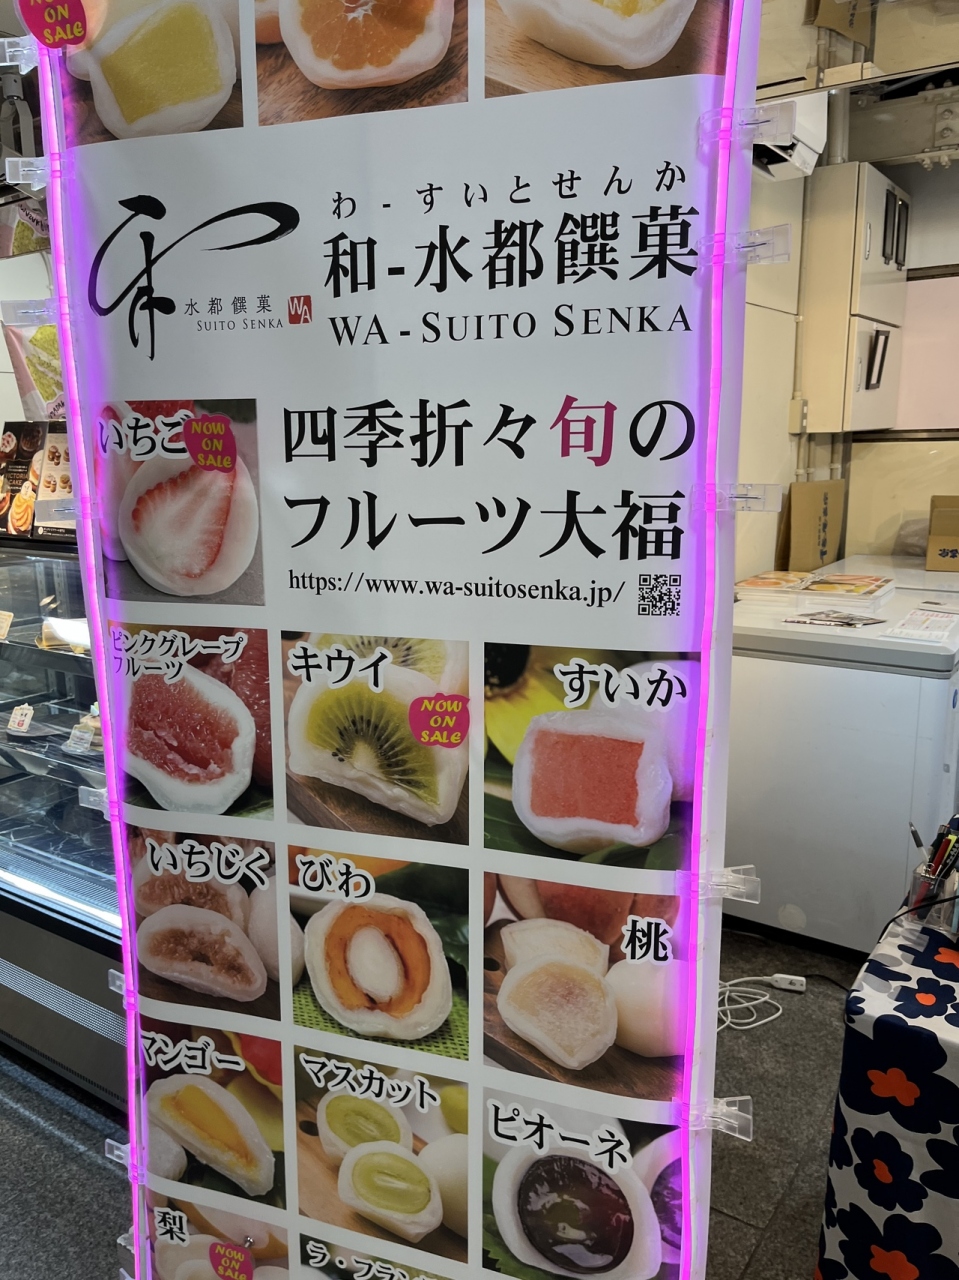 NOW
ON
SALE
わ-すいとせんか
和-水都饌菓
水都饌菓
SUITO SENKA
WA
WA-SUITO SENKA
いちご
NOW
ON
SALE
四季折々旬の
フルーツ大福
https://www.wa-suitosenka.jp/
ピンクグレープ
フルーツ
キウイ
NOW
ON
SALE
すいか
いちじく
びわ
桃
マンゴー
マスカット
ピオーネ
梨
NOW
ON
SALE
ラ・フラン